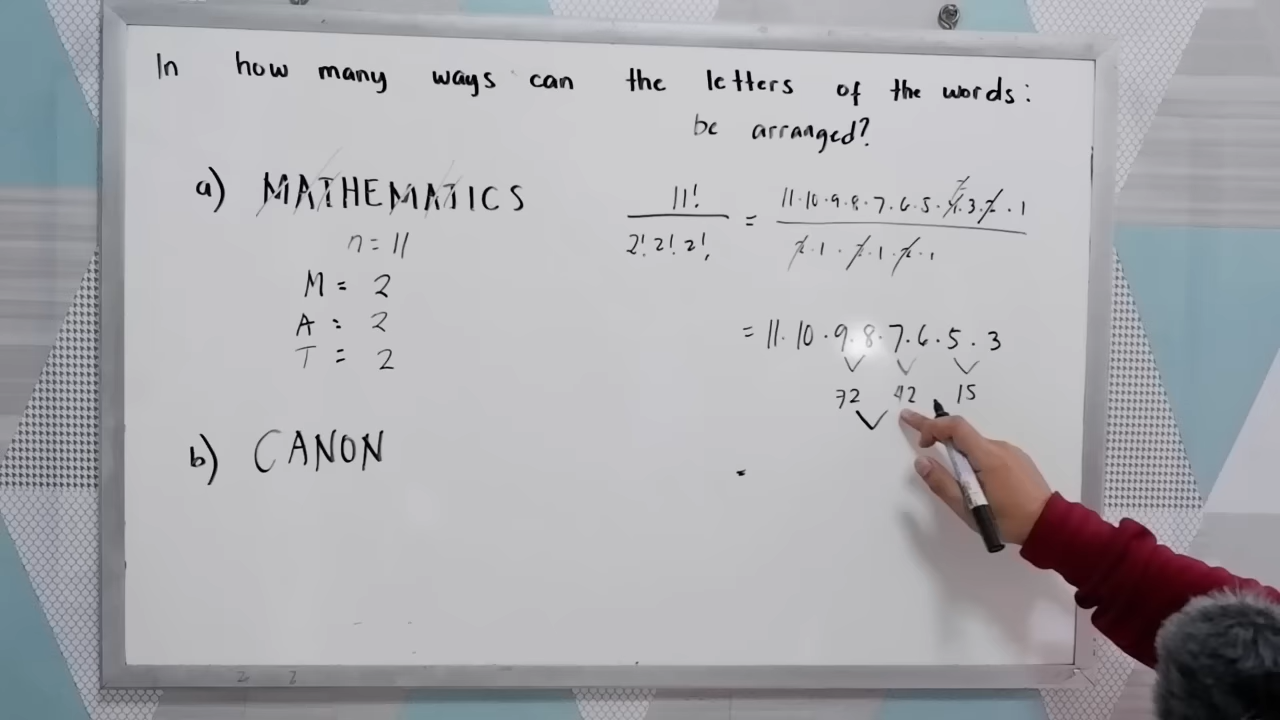 In how many ways can the letters of the words:
be arranged?
a) MATHEMATICS
n = 11
M = 2
A = 2
T = 2
11! / 2! 2! 2! = 11·10·9·8·7·6·5·4·3·2·1 / 2·1·2·1·2·1
2
= 11·10·9·8·7·6·5·3
72 42 15
b) CANON
=